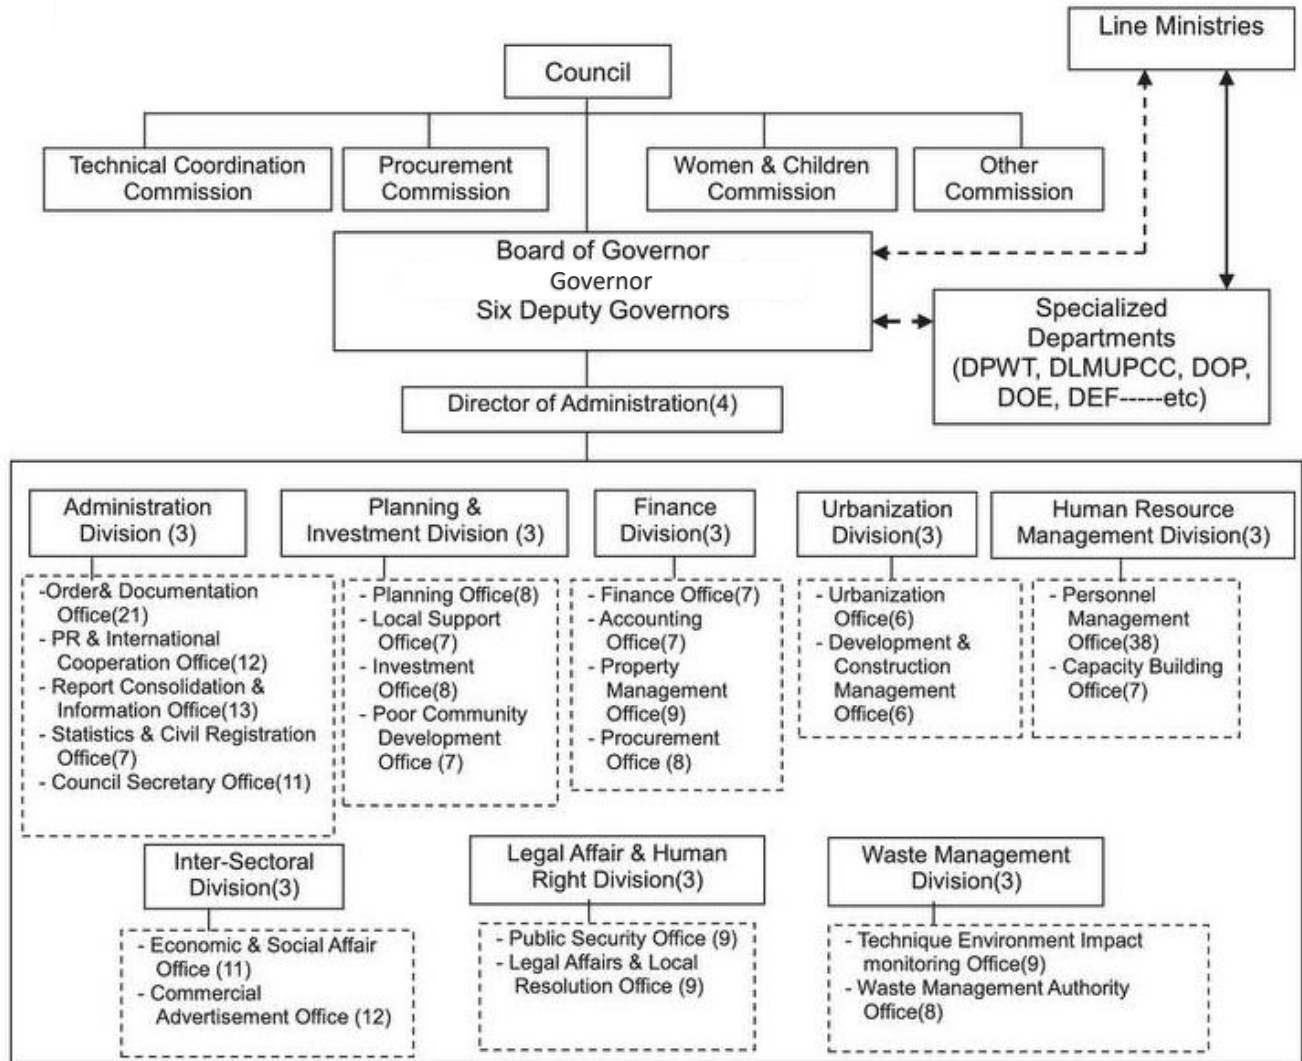 Line Ministries
Council
Technical Coordination
Commission
Procurement
Commission
Women & Children
Commission
Other
Commission
Board of Governor
Governor
Six Deputy Governors
Specialized
Departments
(DPWT, DLMUPCC, DOP,
DOE, DEF-----etc)
Director of Administration(4)
Administration
Division (3)
-Order& Documentation
Office(21)
- PR & International
Cooperation Office(12)
- Report Consolidation &
Information Office(13)
- Statistics & Civil Registration
Office(7)
- Council Secretary Office(11)
Planning &
Investment Division (3)
- Planning Office(8)
- Local Support
Office(7)
- Investment
Office(8)
- Poor Community
Development
Office (7)
Finance
Division(3)
- Finance Office(7)
- Accounting
Office(7)
- Property
Management
Office(9)
- Procurement
Office (8)
Urbanization
Division(3)
- Urbanization
Office(6)
- Development &
Construction
Management
Office(6)
Human Resource
Management Division(3)
- Personnel
Management
Office(38)
- Capacity Building
Office(7)
Inter-Sectoral
Division(3)
- Economic & Social Affair
Office (11)
- Commercial
Advertisement Office (12)
Legal Affair & Human
Right Division(3)
- Public Security Office (9)
- Legal Affairs & Local
Resolution Office (9)
Waste Management
Division(3)
- Technique Environment Impact
monitoring Office(9)
- Waste Management Authority
Office(8)